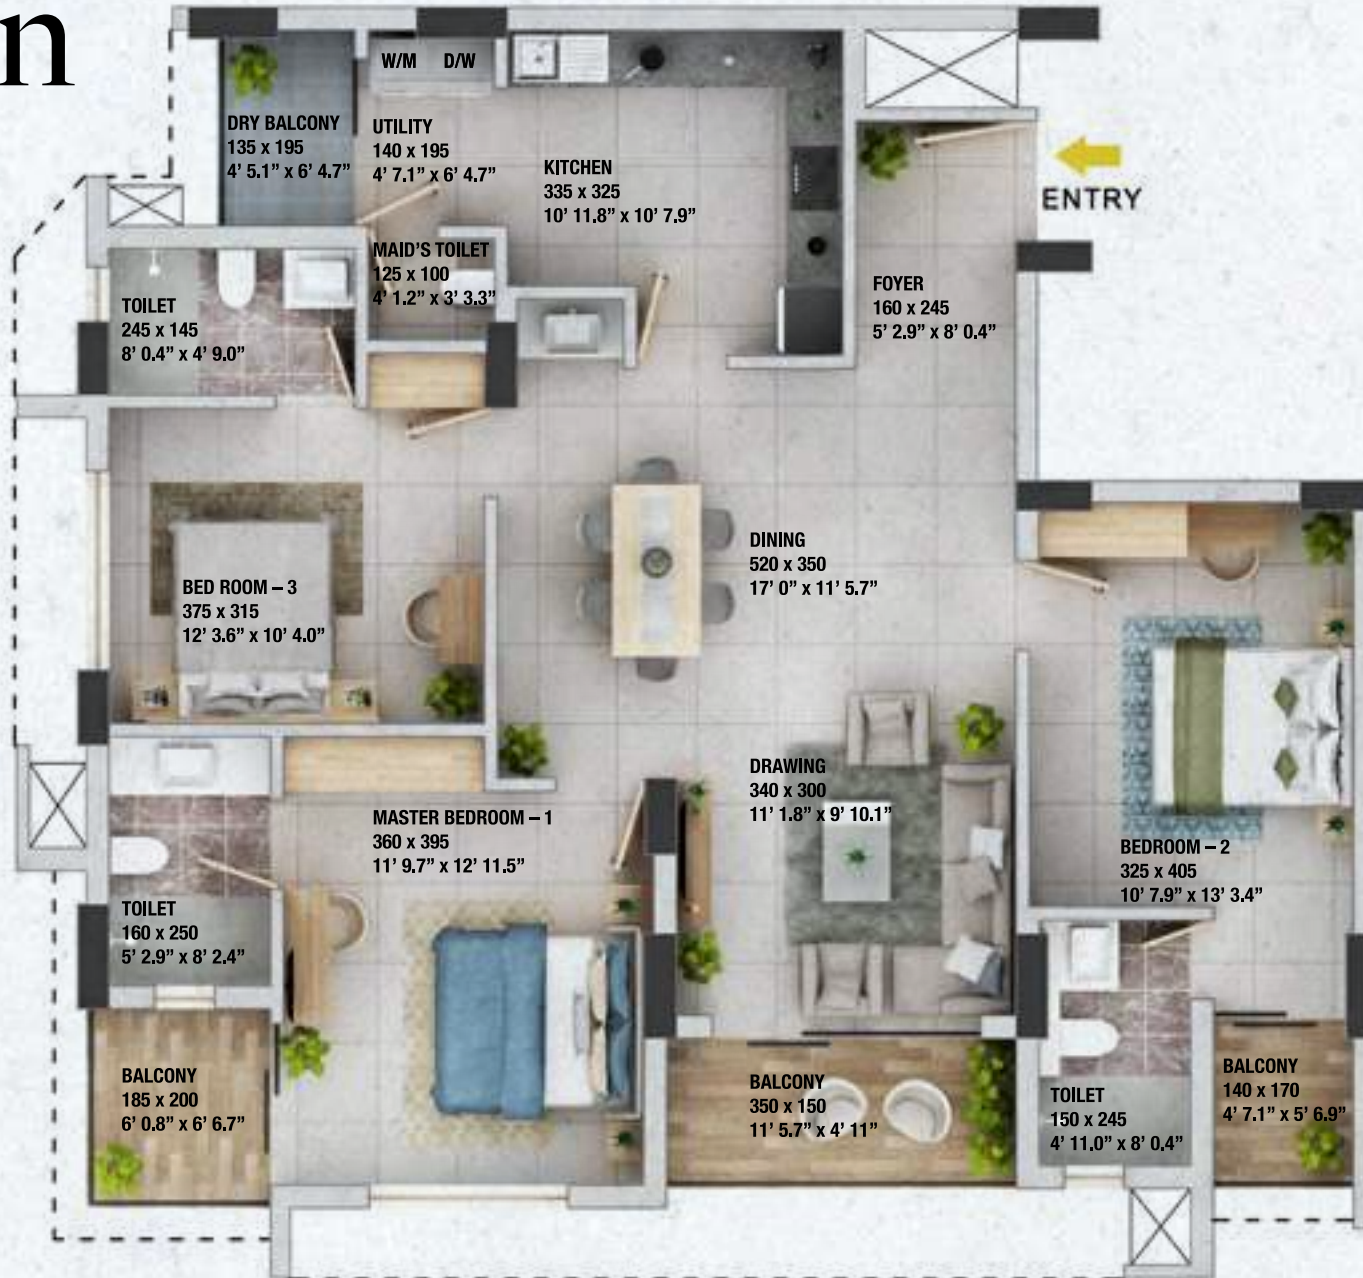 n
W/M D/W
DRY BALCONY
135 x 195
4’ 5.1” x 6’ 4.7”
UTILITY
140 x 195
4’ 7.1” x 6’ 4.7”
KITCHEN
335 x 325
10’ 11.8” x 10’ 7.9”
ENTRY
MAID’S TOILET
125 x 100
4’ 1.2” x 3’ 3.3”
FOYER
160 x 245
5’ 2.9” x 8’ 0.4”
TOILET
245 x 145
8’ 0.4” x 4’ 9.0”
DINING
520 x 350
17’ 0” x 11’ 5.7”
BED ROOM – 3
375 x 315
12’ 3.6” x 10’ 4.0”
DRAWING
340 x 300
11’ 1.8” x 9’ 10.1”
MASTER BEDROOM – 1
360 x 395
11’ 9.7” x 12’ 11.5”
BEDROOM – 2
325 x 405
10’ 7.9” x 13’ 3.4”
TOILET
160 x 250
5’ 2.9” x 8’ 2.4”
BALCONY
185 x 200
6’ 0.8” x 6’ 6.7”
BALCONY
350 x 150
11’ 5.7” x 4’ 11”
TOILET
150 x 245
4’ 11.0” x 8’ 0.4”
BALCONY
140 x 170
4’ 7.1” x 5’ 6.9”